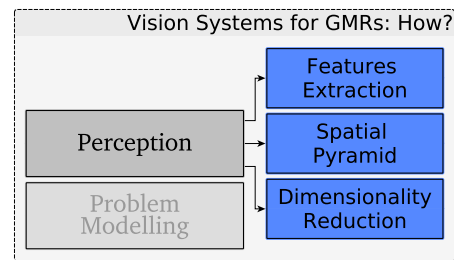 Vision Systems for GMRs: How?
Features
Extraction
Perception
Spatial
Pyramid
Problem
Modelling
Dimensionality
Reduction